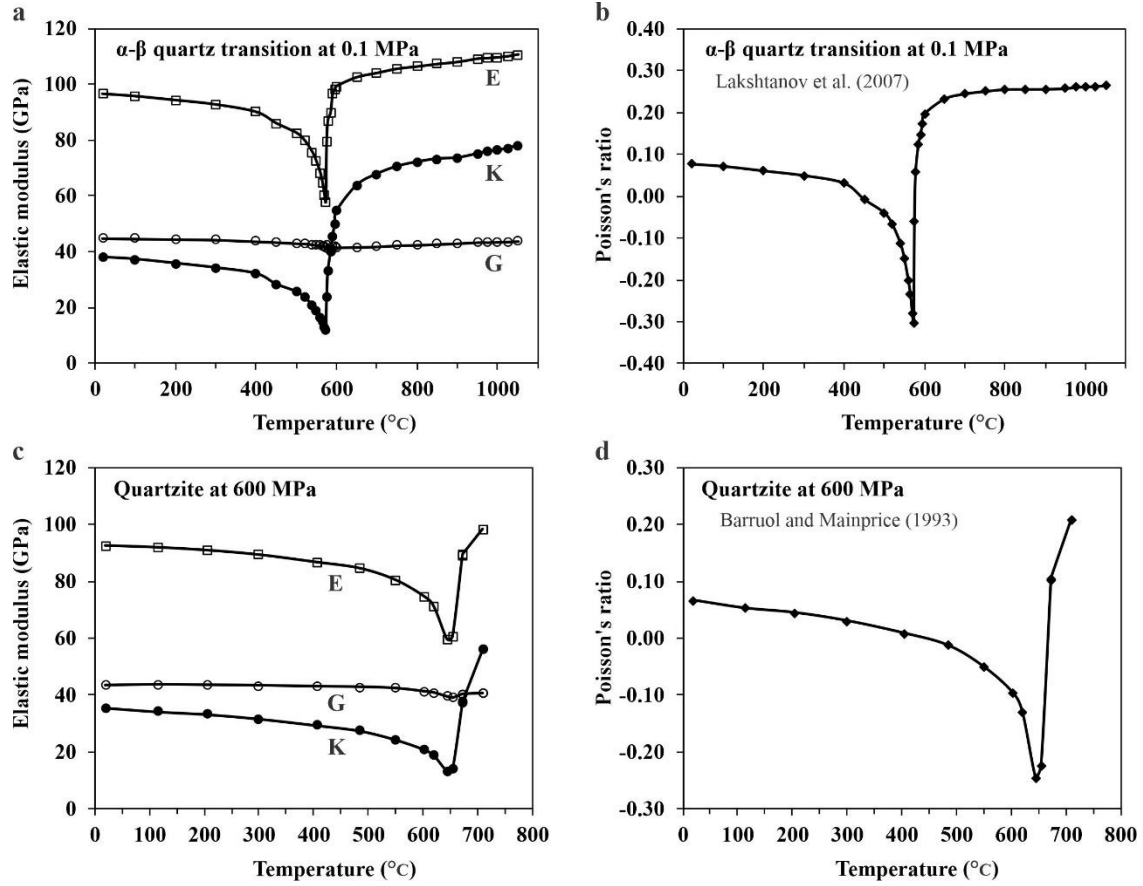 a
α-β quartz transition at 0.1 MPa
E
K
G
Elastic modulus (GPa)
120
100
80
60
40
20
0
0 200 400 600 800 1000
Temperature (°C)
b
α-β quartz transition at 0.1 MPa
Lakshtanov et al. (2007)
Poisson's ratio
0.40
0.30
0.20
0.10
0.00
-0.10
-0.20
-0.30
-0.40
0 200 400 600 800 1000
Temperature (°C)
c
Quartzite at 600 MPa
E
G
K
Elastic modulus (GPa)
120
100
80
60
40
20
0
0 100 200 300 400 500 600 700 800
Temperature (°C)
d
Quartzite at 600 MPa
Barruol and Mainprice (1993)
Poisson's ratio
0.30
0.20
0.10
0.00
-0.10
-0.20
-0.30
0 100 200 300 400 500 600 700 800
Temperature (°C)